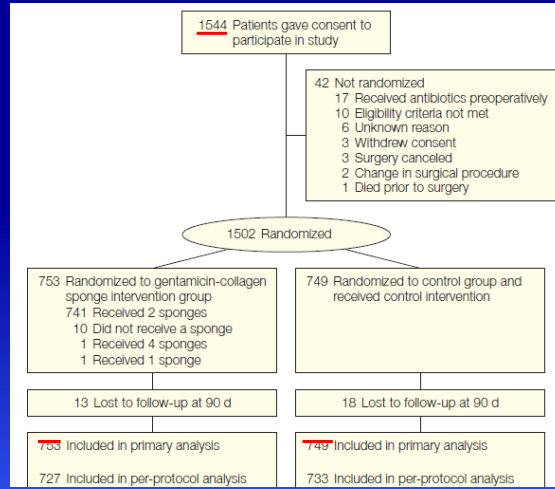 1544 Patients gave consent to
participate in study
42 Not randomized
17 Received antibiotics preoperatively
10 Eligibility criteria not met
6 Unknown reason
3 Withdrew consent
3 Surgery canceled
2 Change in surgical procedure
1 Died prior to surgery
1502 Randomized
753 Randomized to gentamicin-collagen
sponge intervention group
741 Received 2 sponges
10 Did not receive a sponge
1 Received 4 sponges
1 Received 1 sponge
749 Randomized to control group and
received control intervention
13 Lost to follow-up at 90 d
18 Lost to follow-up at 90 d
753 Included in primary analysis
727 Included in per-protocol analysis
749 Included in primary analysis
733 Included in per-protocol analysis